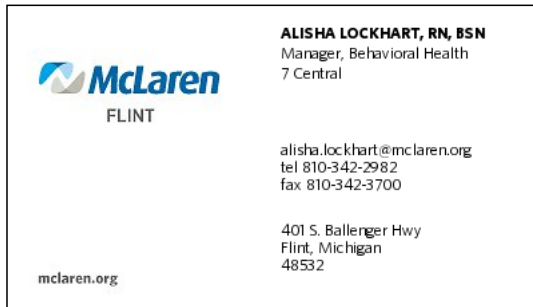 McLaren
FLINT
mclaren.org
ALISHA LOCKHART, RN, BSN
Manager, Behavioral Health
7 Central
alisha.lockhart@mclaren.org
tel 810-342-2982
fax 810-342-3700
401 S. Ballenger Hwy
Flint, Michigan
48532